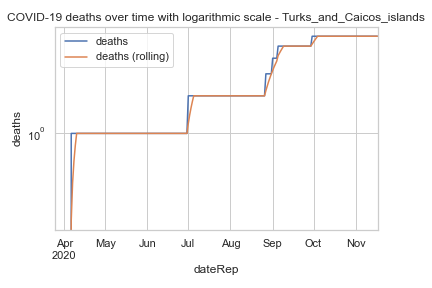 COVID-19 deaths over time with logarithmic scale - Turks_and_Caicos_islands
deaths
deaths (rolling)
deaths
10⁰
Apr
2020
May
Jun
Jul
Aug
Sep
Oct
Nov
dateRep